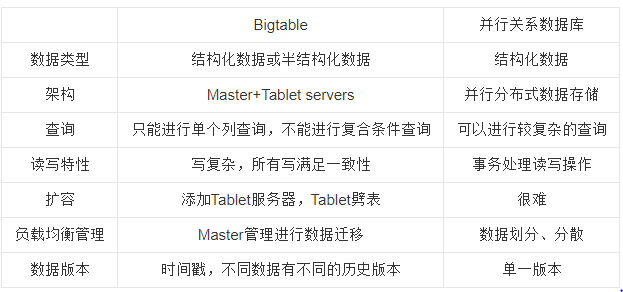 Bigtable 并行关系数据库
数据类型 结构化数据或半结构化数据 结构化数据
架构 Master+Tablet servers 并行分布式数据存储
查询 只能进行单个列查询，不能进行复合条件查询 可以进行较复杂的查询
读写特性 写复杂，所有写满足一致性 事务处理读写操作
扩容 添加Tablet服务器，Tablet劈表 很难
负载均衡管理 Master管理进行数据迁移 数据划分、分散
数据版本 时间戳，不同数据有不同的历史版本 单一版本